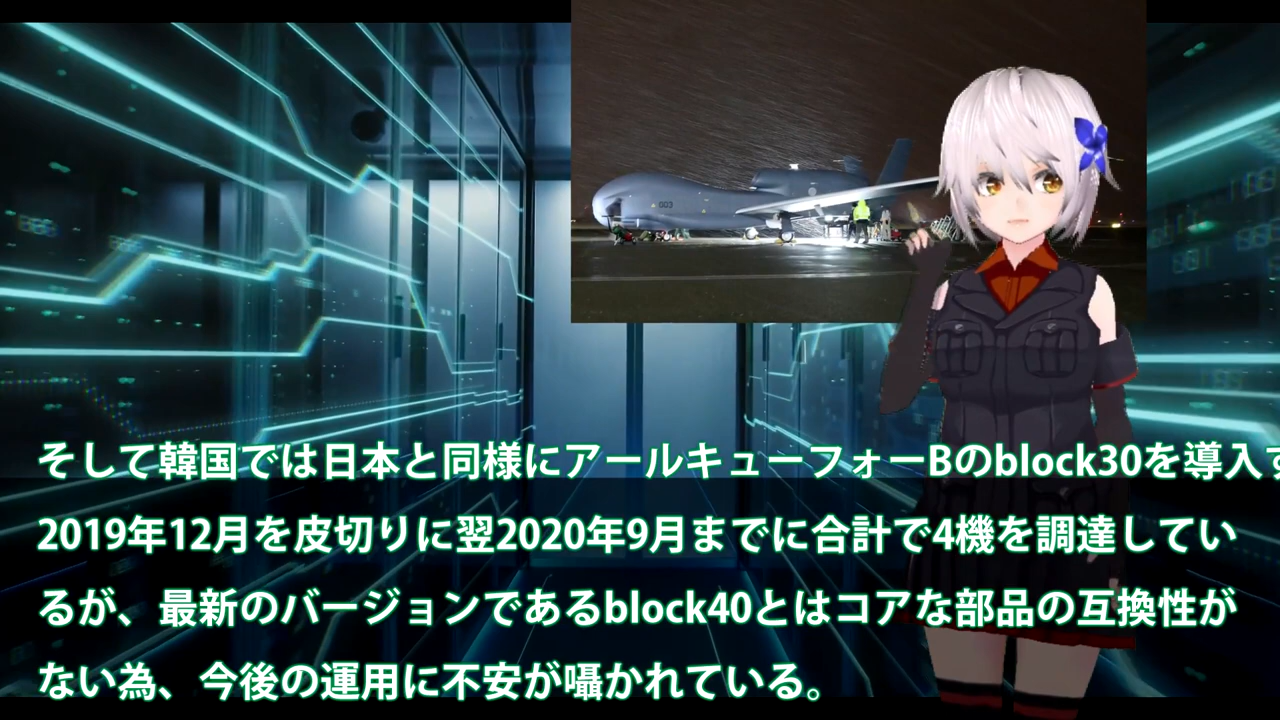 003
そして韓国では日本と同様にアールキューフォーBのblock30を導入す
2019年12月を皮切りに翌2020年9月までに合計で4機を調達してい
るが、最新のバージョンであるblock40とはコアな部品の互換性が
ない為、今後の運用に不安が囁かれている。